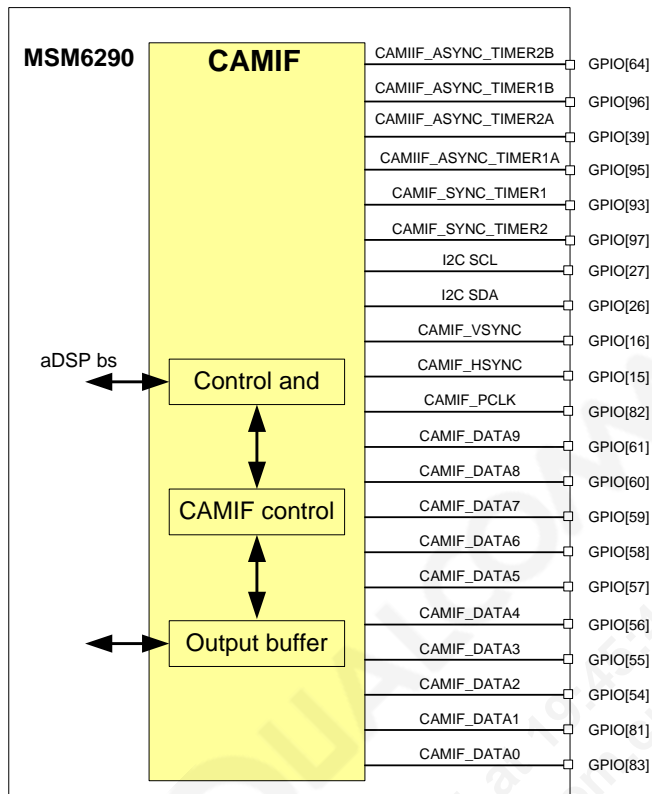 MSM6290
CAMIF
CAMIIF_ASYNC_TIMER2B GPIO[64]
CAMIIF_ASYNC_TIMER1B GPIO[96]
CAMIIF_ASYNC_TIMER2A GPIO[39]
CAMIIF_ASYNC_TIMER1A GPIO[95]
CAMIF_SYNC_TIMER1 GPIO[93]
CAMIF_SYNC_TIMER2 GPIO[97]
I2C SCL GPIO[27]
I2C SDA GPIO[26]
CAMIF_VSYNC GPIO[16]
aDSP bs
Control and
CAMIF_HSYNC GPIO[15]
CAMIF_PCLK GPIO[82]
CAMIF_DATA9 GPIO[61]
CAMIF_DATA8 GPIO[60]
CAMIF control
CAMIF_DATA7 GPIO[59]
CAMIF_DATA6 GPIO[58]
CAMIF_DATA5 GPIO[57]
CAMIF_DATA4 GPIO[56]
Output buffer
CAMIF_DATA3 GPIO[55]
CAMIF_DATA2 GPIO[54]
CAMIF_DATA1 GPIO[81]
CAMIF_DATA0 GPIO[83]
QUALCOMM